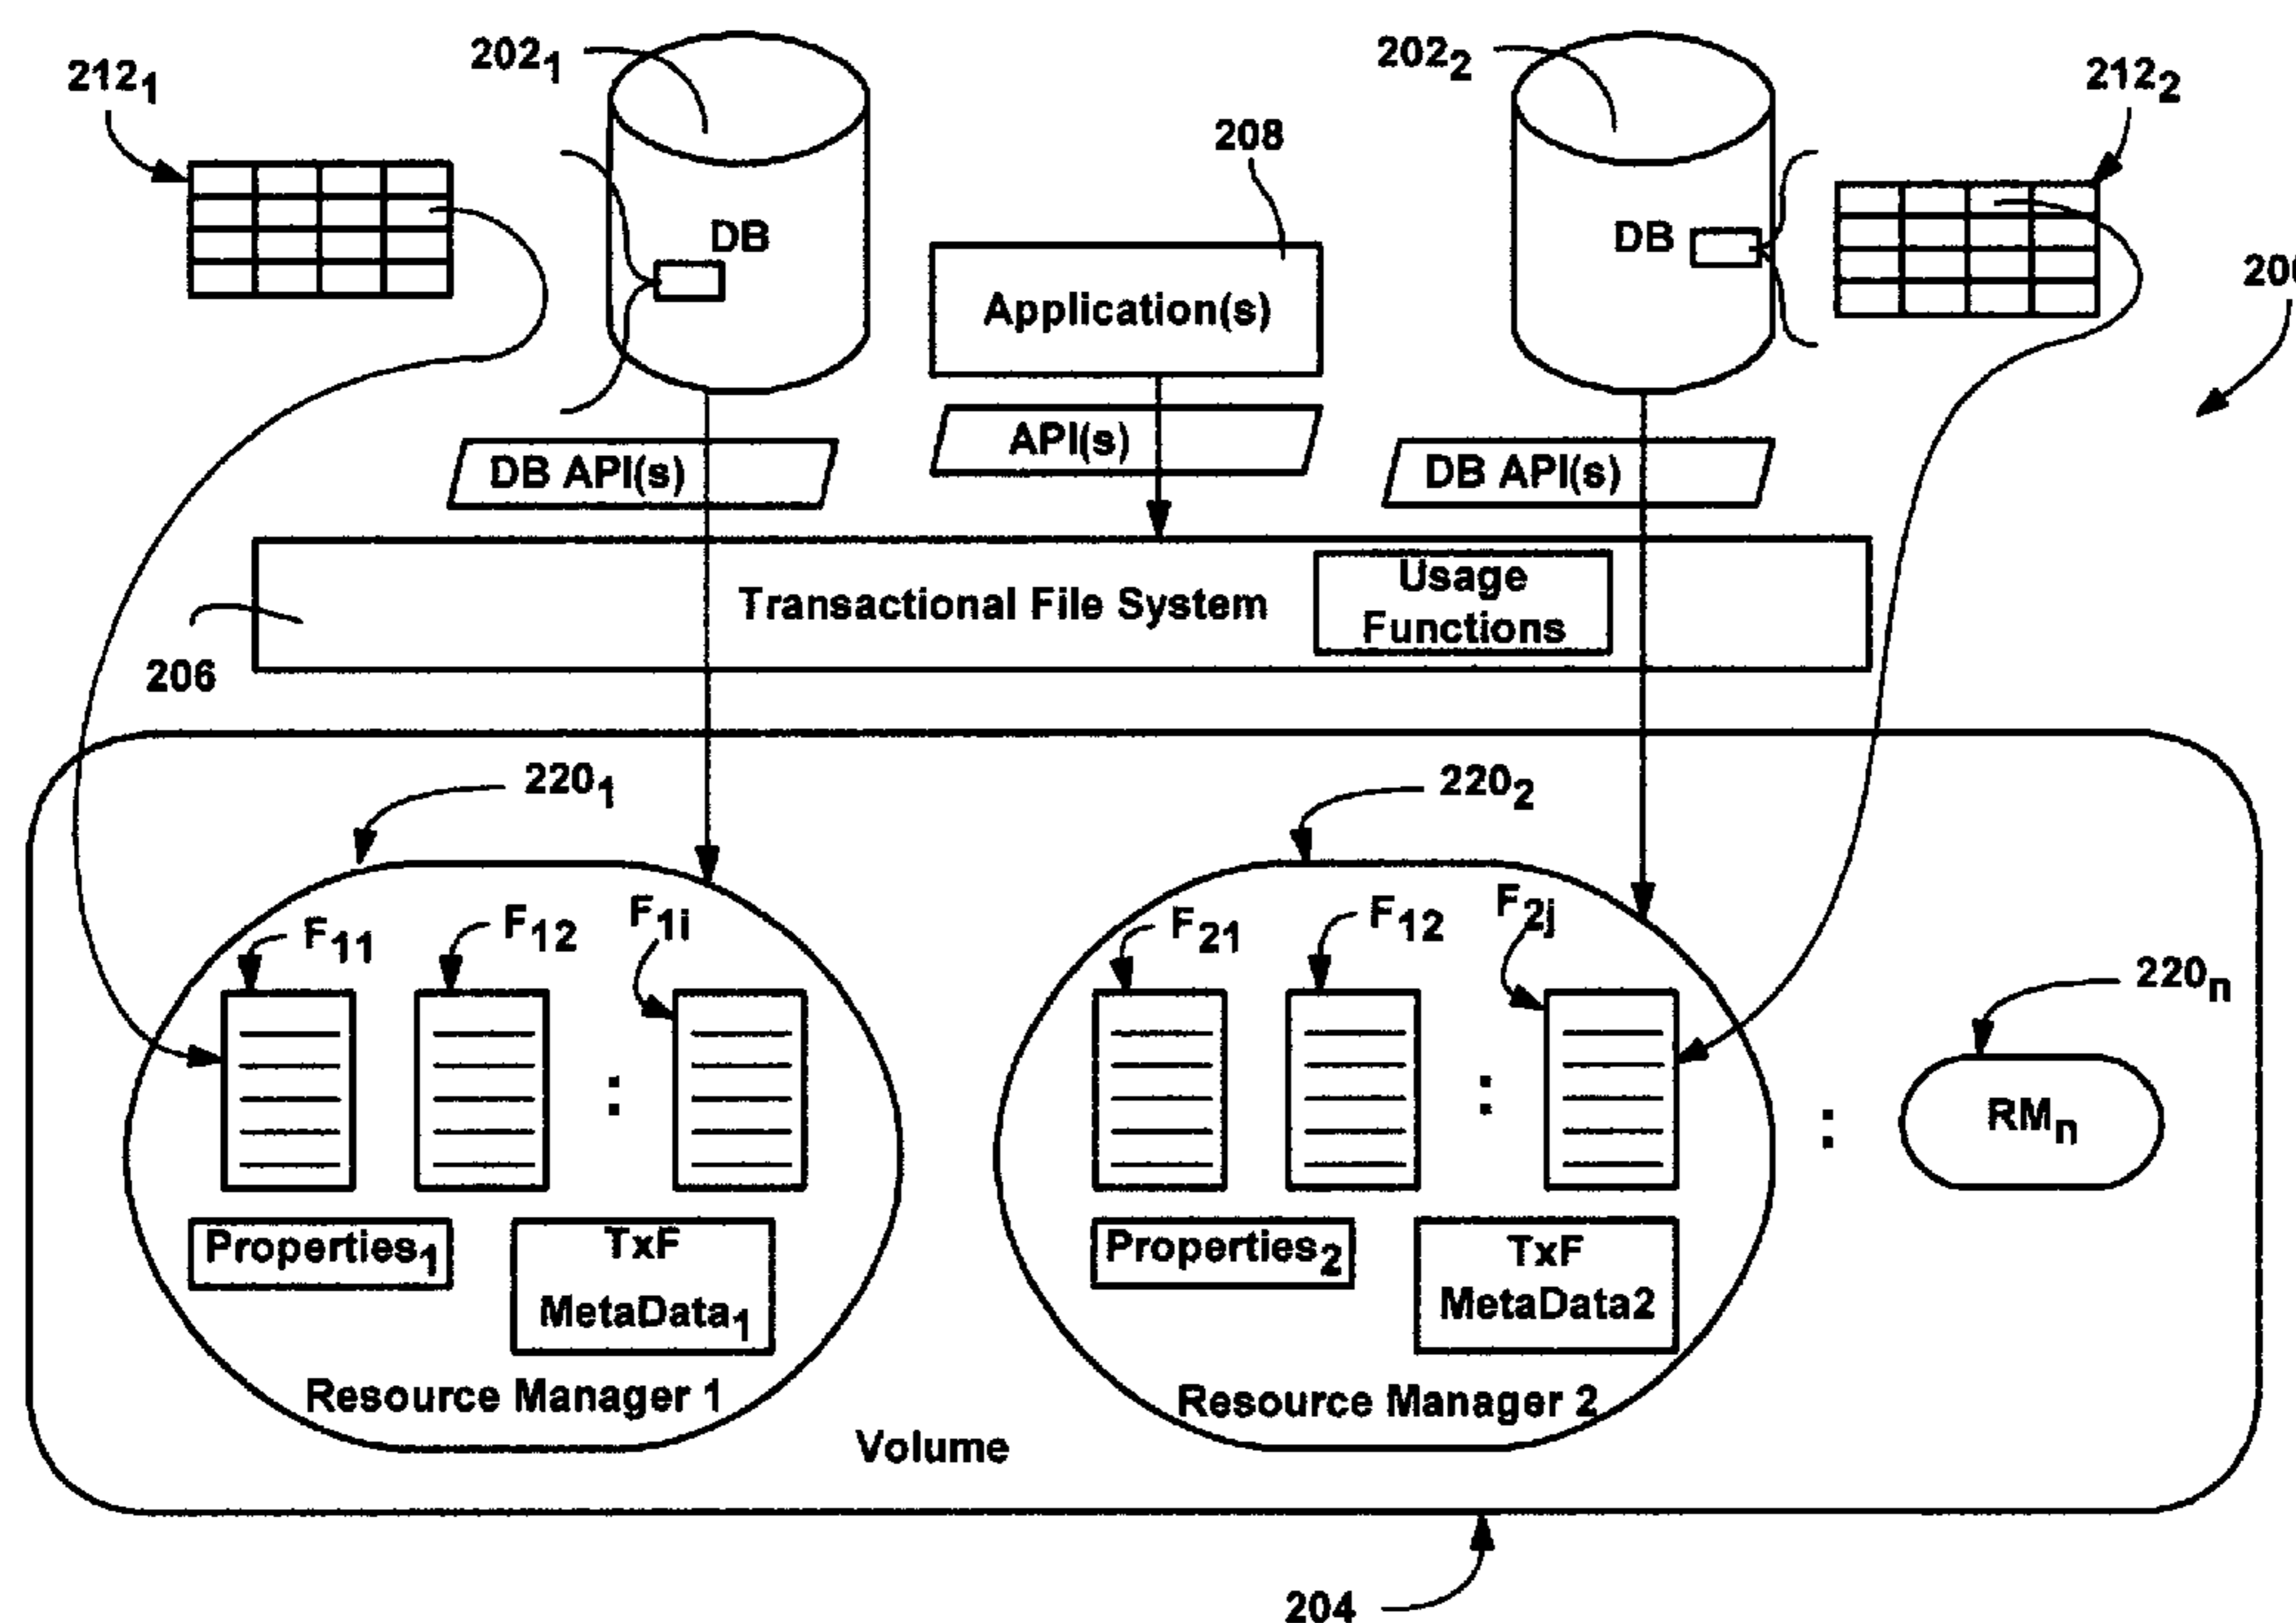 212₁
202₁
202₂
212₂
208
DB
DB
Application(s)
API(s)
DB API(s)
DB API(s)
Transactional File System
Usage
Functions
206
220₁
220₂
F₁₁
F₁₂
F₁ᵢ
F₂₁
F₁₂
F₂ⱼ
220ₙ
:
:
:
RMₙ
Properties₁
TxF
MetaData₁
Properties₂
TxF
MetaData2
Resource Manager 1
Resource Manager 2
Volume
204